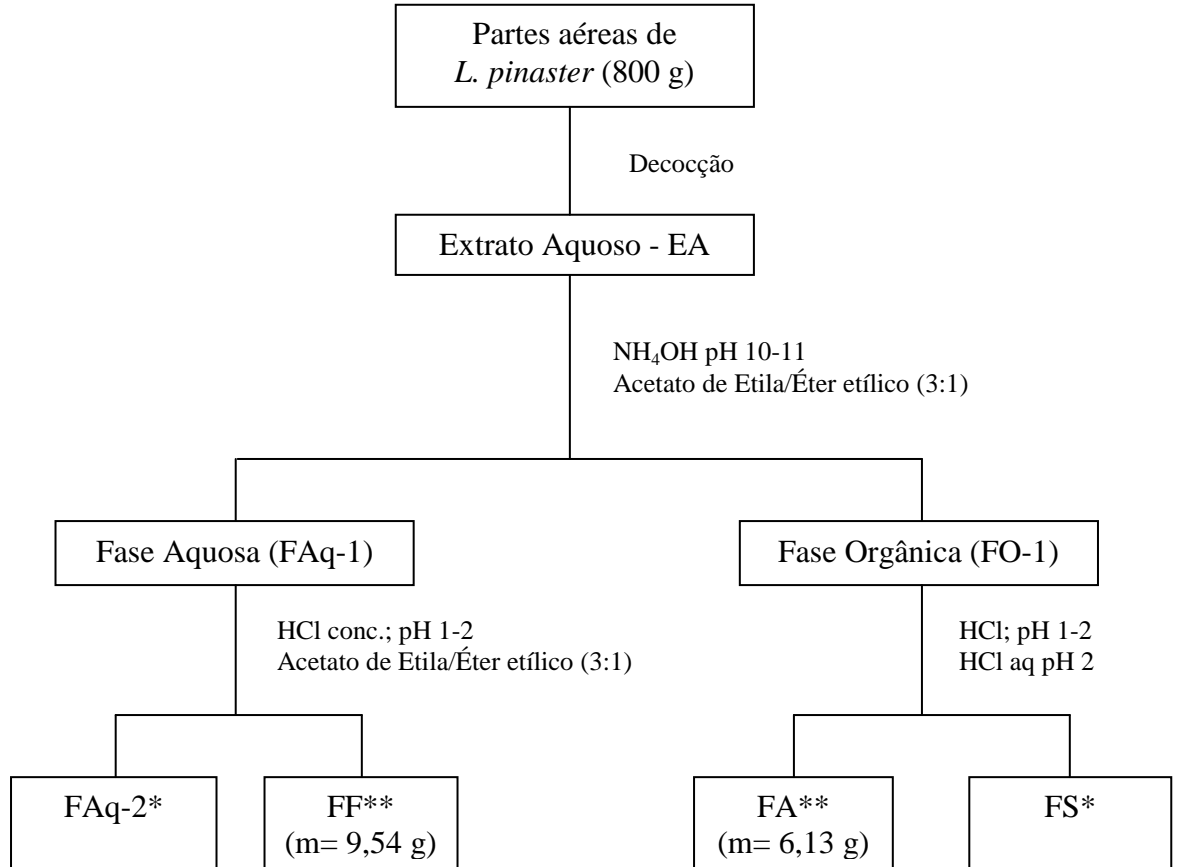 Partes aéreas de
L. pinaster (800 g)
Decocção
Extrato Aquoso - EA
NH₄OH pH 10-11
Acetato de Etila/Éter etílico (3:1)
Fase Aquosa (FAq-1)
Fase Orgânica (FO-1)
HCl conc.; pH 1-2
Acetato de Etila/Éter etílico (3:1)
HCl; pH 1-2
HCl aq pH 2
FAq-2*
FF**
(m= 9,54 g)
FA**
(m= 6,13 g)
FS*